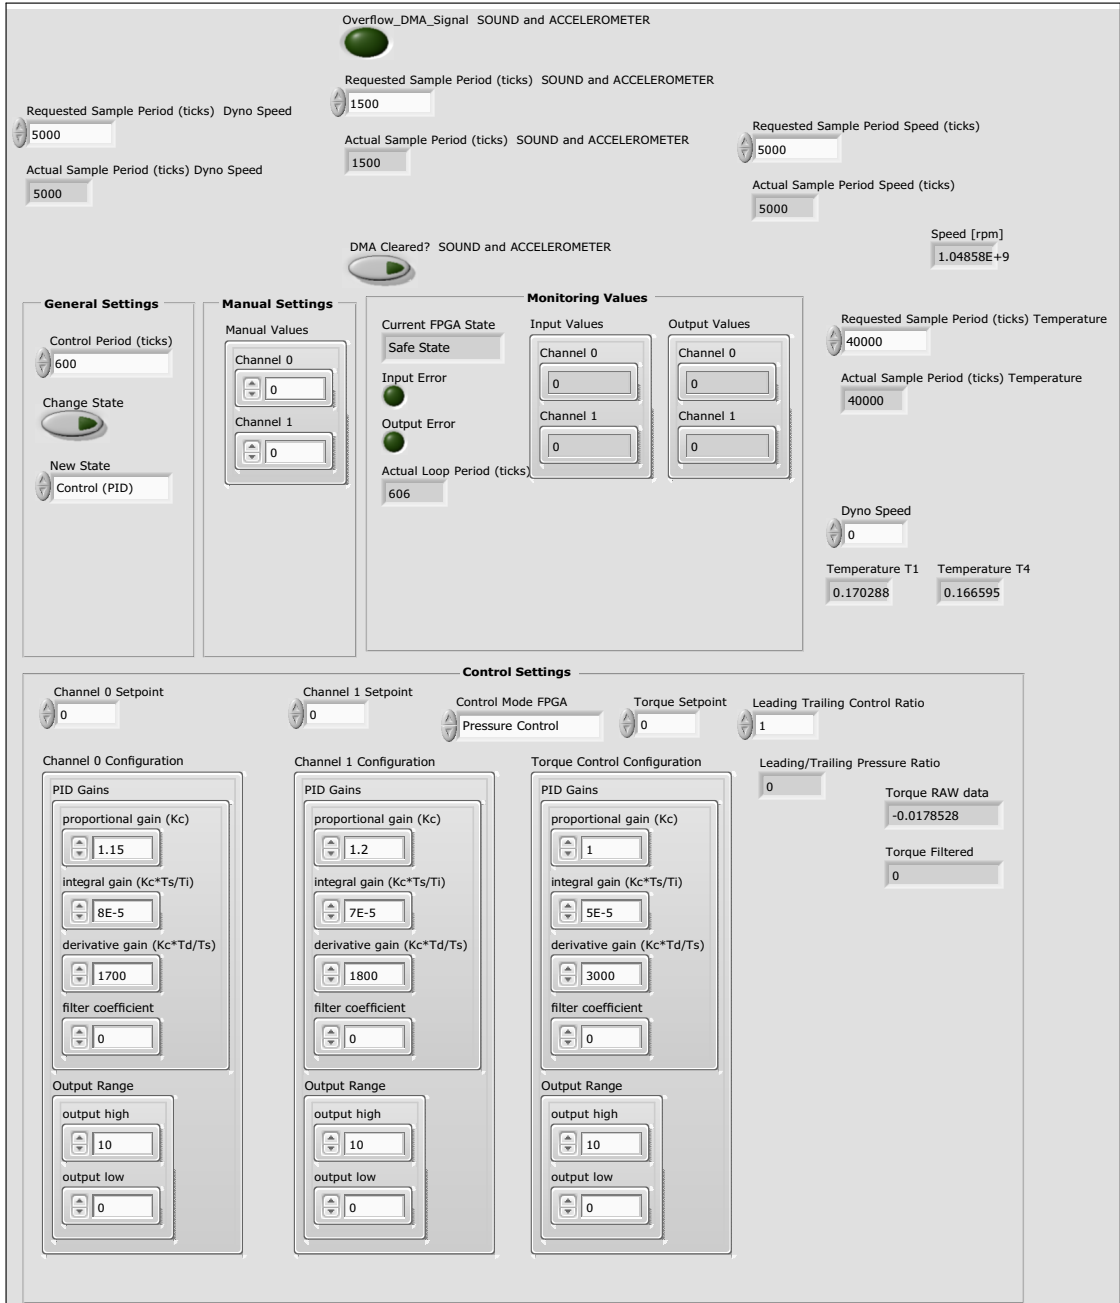 Overflow_DMA_Signal SOUND and ACCELEROMETER
Requested Sample Period (ticks) SOUND and ACCELEROMETER
1500
Actual Sample Period (ticks) SOUND and ACCELEROMETER
1500
Requested Sample Period (ticks) Dyno Speed
5000
Actual Sample Period (ticks) Dyno Speed
5000
Requested Sample Period Speed (ticks)
5000
Actual Sample Period Speed (ticks)
5000
Speed [rpm]
1.04858E+9
DMA Cleared? SOUND and ACCELEROMETER
General Settings
Control Period (ticks)
600
Change State
New State
Control (PID)
Manual Settings
Manual Values
Channel 0
0
Channel 1
0
Monitoring Values
Current FPGA State
Safe State
Input Error
Output Error
Actual Loop Period (ticks)
606
Input Values
Channel 0
0
Channel 1
0
Output Values
Channel 0
0
Channel 1
0
Requested Sample Period (ticks) Temperature
40000
Actual Sample Period (ticks) Temperature
40000
Dyno Speed
0
Temperature T1
0.170288
Temperature T4
0.166595
Control Settings
Channel 0 Setpoint
0
Channel 1 Setpoint
0
Control Mode FPGA
Pressure Control
Torque Setpoint
0
Leading Trailing Control Ratio
1
Channel 0 Configuration
PID Gains
proportional gain (Kc)
1.15
integral gain (Kc*Ts/Ti)
8E-5
derivative gain (Kc*Td/Ts)
1700
filter coefficient
0
Output Range
output high
10
output low
0
Channel 1 Configuration
PID Gains
proportional gain (Kc)
1.2
integral gain (Kc*Ts/Ti)
7E-5
derivative gain (Kc*Td/Ts)
1800
filter coefficient
0
Output Range
output high
10
output low
0
Torque Control Configuration
PID Gains
proportional gain (Kc)
1
integral gain (Kc*Ts/Ti)
5E-5
derivative gain (Kc*Td/Ts)
3000
filter coefficient
0
Output Range
output high
10
output low
0
Leading/Trailing Pressure Ratio
0
Torque RAW data
-0.0178528
Torque Filtered
0